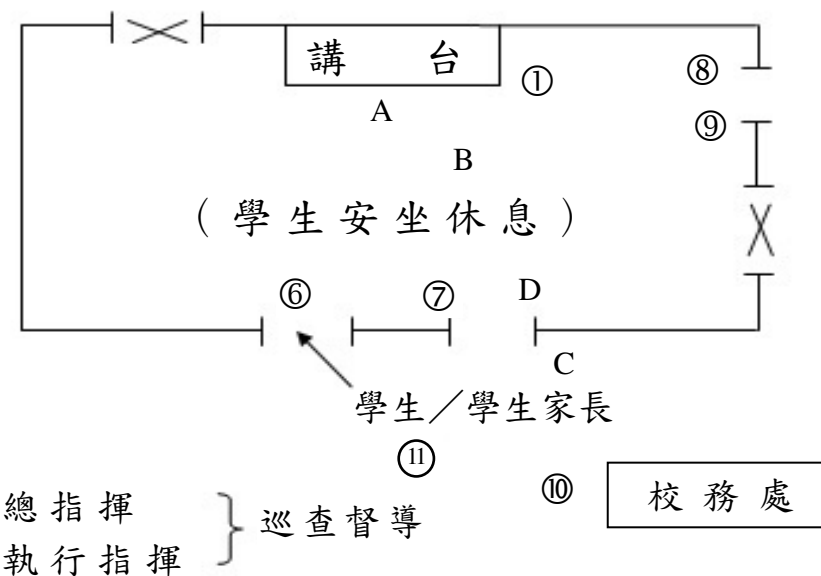 講 台
①
⑧
A
⑨
B
（學生安坐休息）
⑥
⑦
D
C
學生／學生家長
⑪
⑩
校務處
總指揮
執行指揮
巡查督導